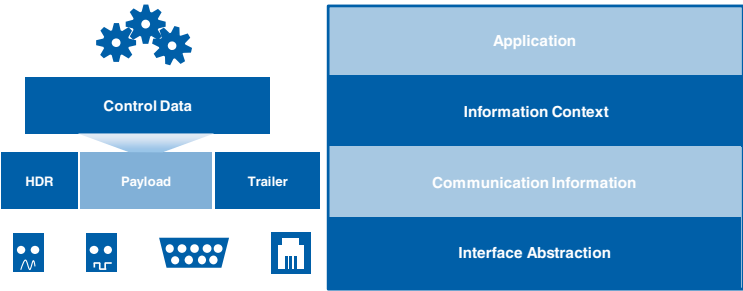 Control Data
HDR
Payload
Trailer
Application
Information Context
Communication Information
Interface Abstraction